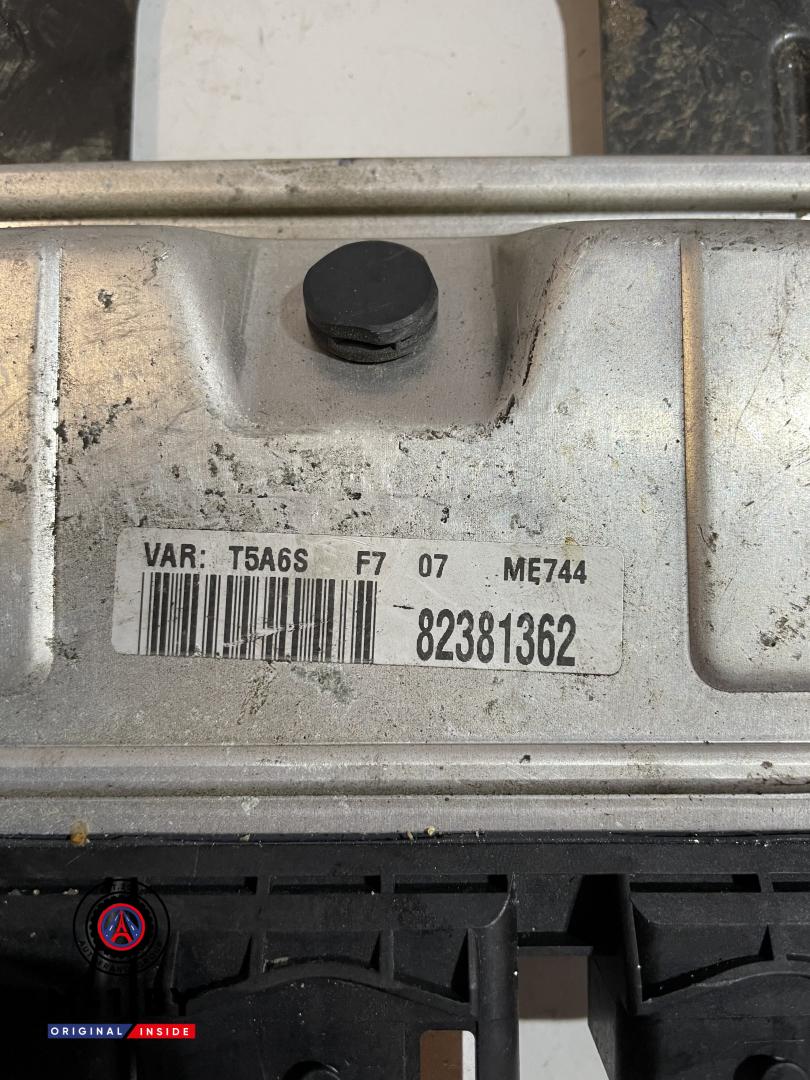 VAR: T5A6S F7 07 ME744
82381362
ORIGINAL INSIDE